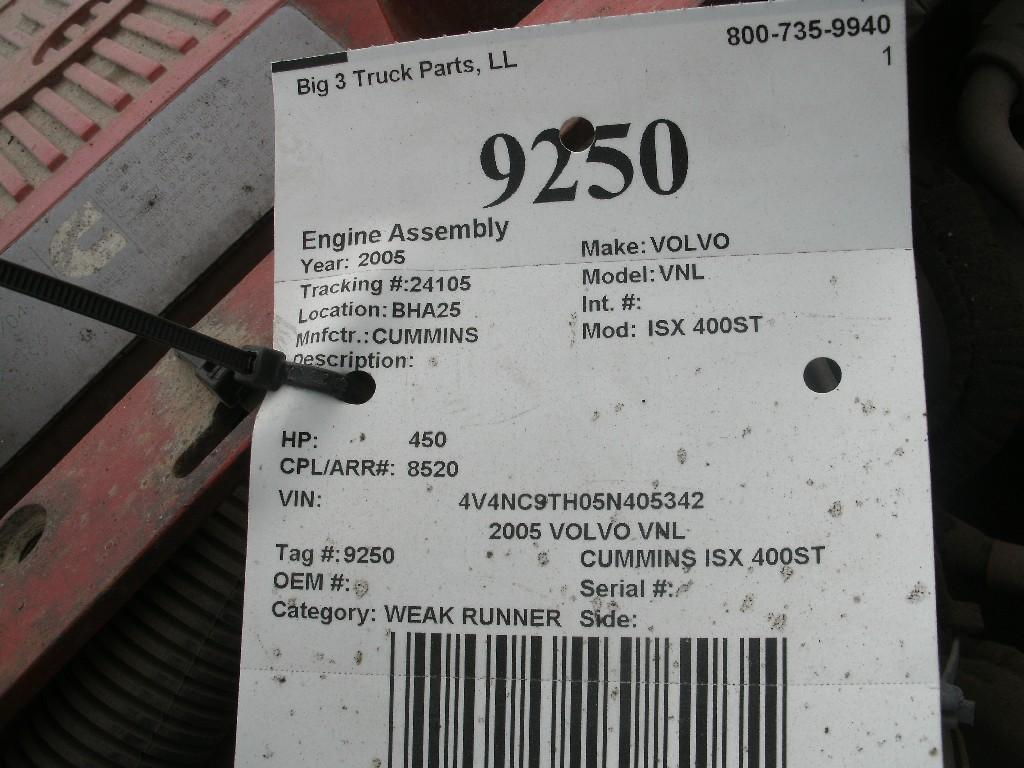 Big 3 Truck Parts, LL 800-735-9940
1
9250
Engine Assembly
Year: 2005 Make: VOLVO
Tracking #:24105 Model: VNL
Location: BHA25 Int. #:
Mnfctr.: CUMMINS Mod: ISX 400ST
Description:
HP: 450
CPL/ARR#: 8520
VIN: 4V4NC9TH05N405342
2005 VOLVO VNL
Tag #: 9250 CUMMINS ISX 400ST
OEM #: Serial #:
Category: WEAK RUNNER Side: